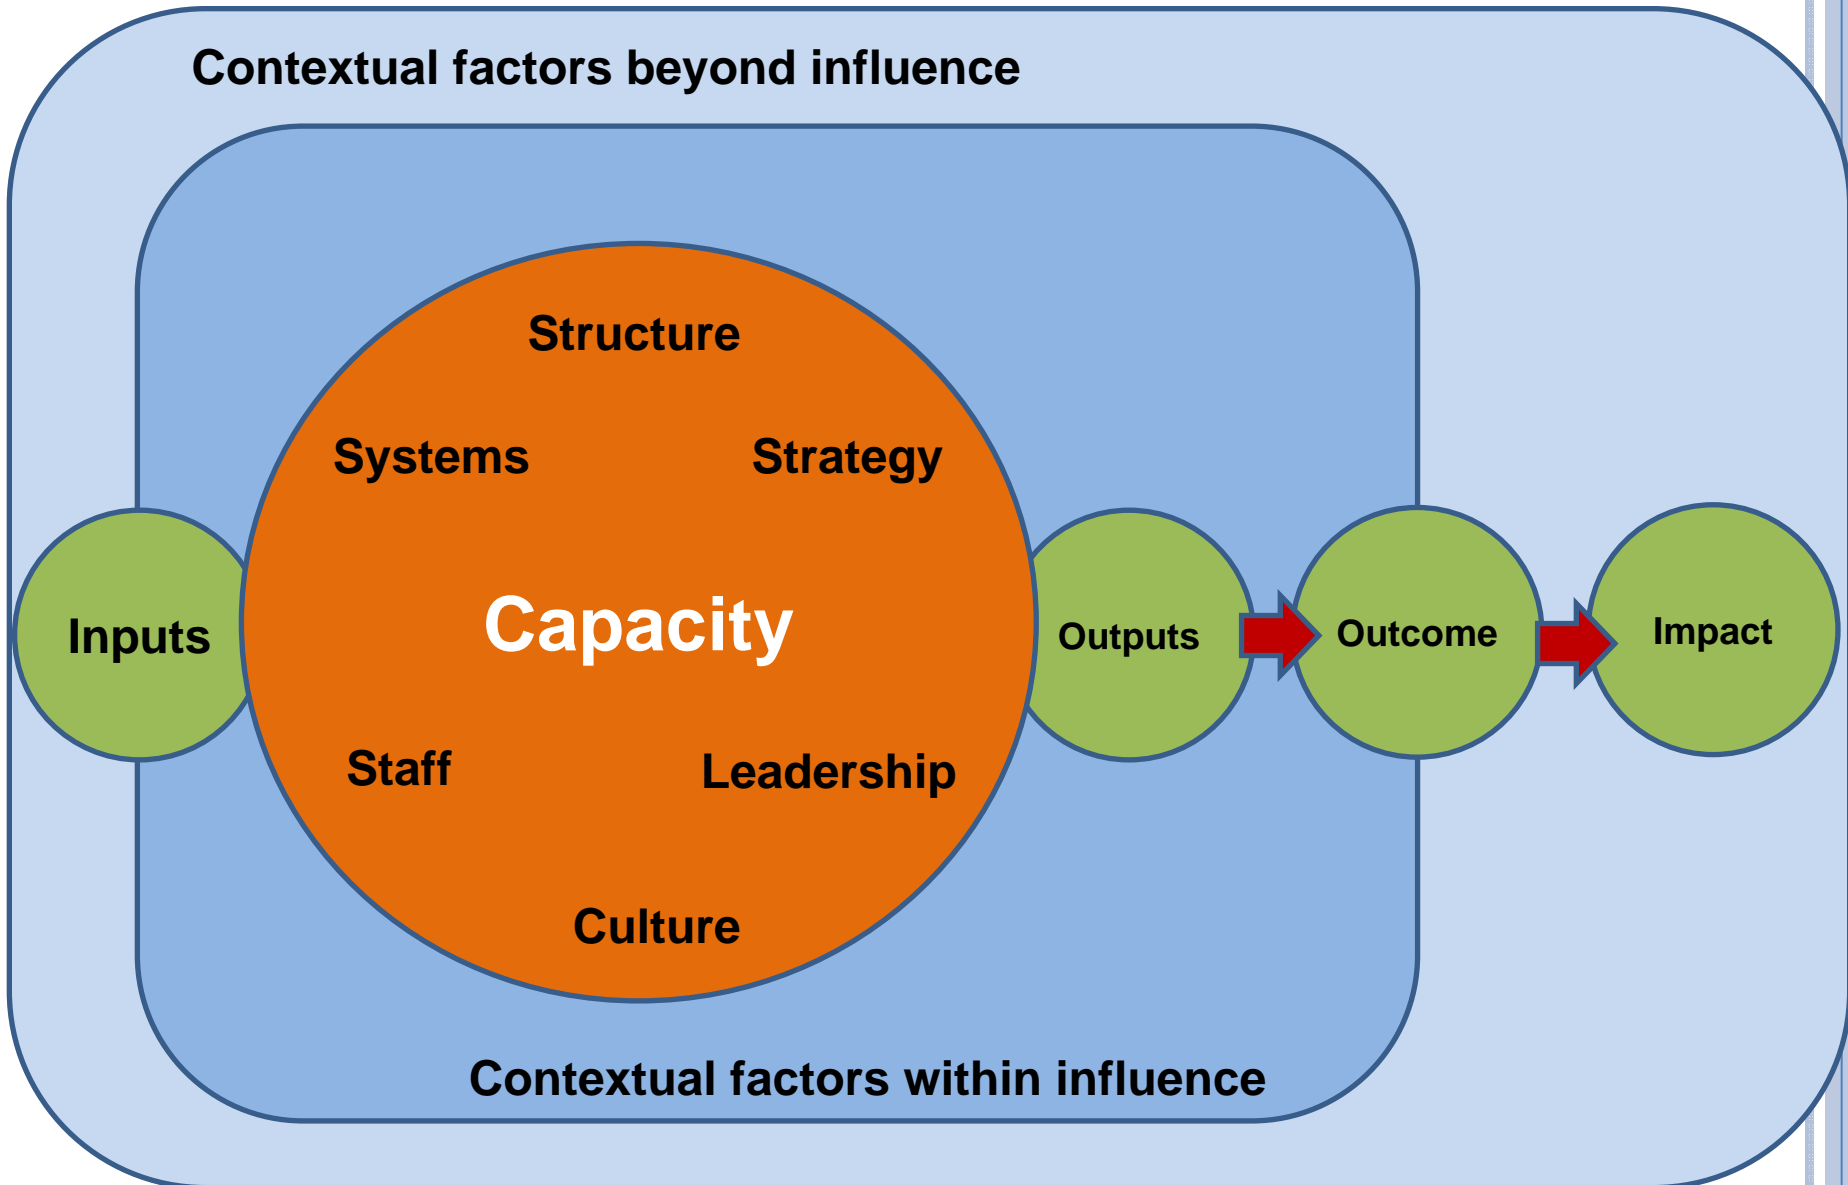 Contextual factors beyond influence
Structure
Systems
Strategy
Inputs
Capacity
Outputs
Outcome
Impact
Staff
Leadership
Culture
Contextual factors within influence